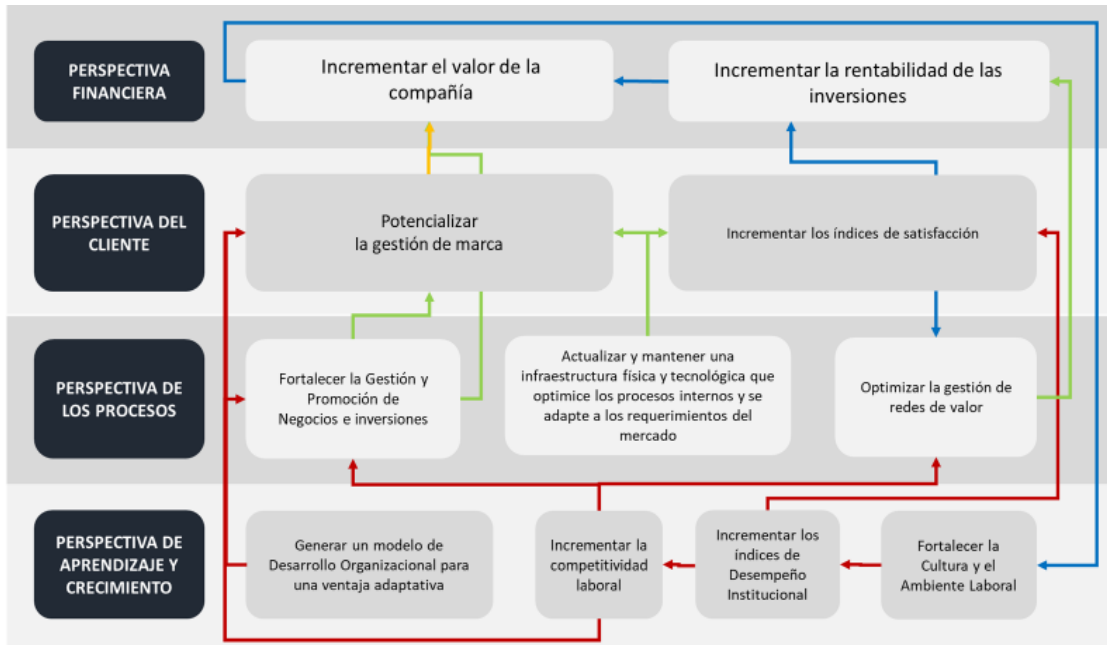 PERSPECTIVA
FINANCIERA
Incrementar el valor de la
compañía
Incrementar la rentabilidad de las
inversiones
PERSPECTIVA DEL
CLIENTE
Potencializar
la gestión de marca
Incrementar los índices de satisfacción
PERSPECTIVA DE
LOS PROCESOS
Fortalecer la Gestión y
Promoción de
Negocios e inversiones
Actualizar y mantener una
infraestructura física y tecnológica que
optimice los procesos internos y se
adapte a los requerimientos del
mercado
Optimizar la gestión de
redes de valor
PERSPECTIVA DE
APRENDIZAJE Y
CRECIMIENTO
Generar un modelo de
Desarrollo Organizacional para
una ventaja adaptativa
Incrementar la
competitividad
laboral
Incrementar los
índices de
Desempeño
Institucional
Fortalecer la
Cultura y el
Ambiente Laboral